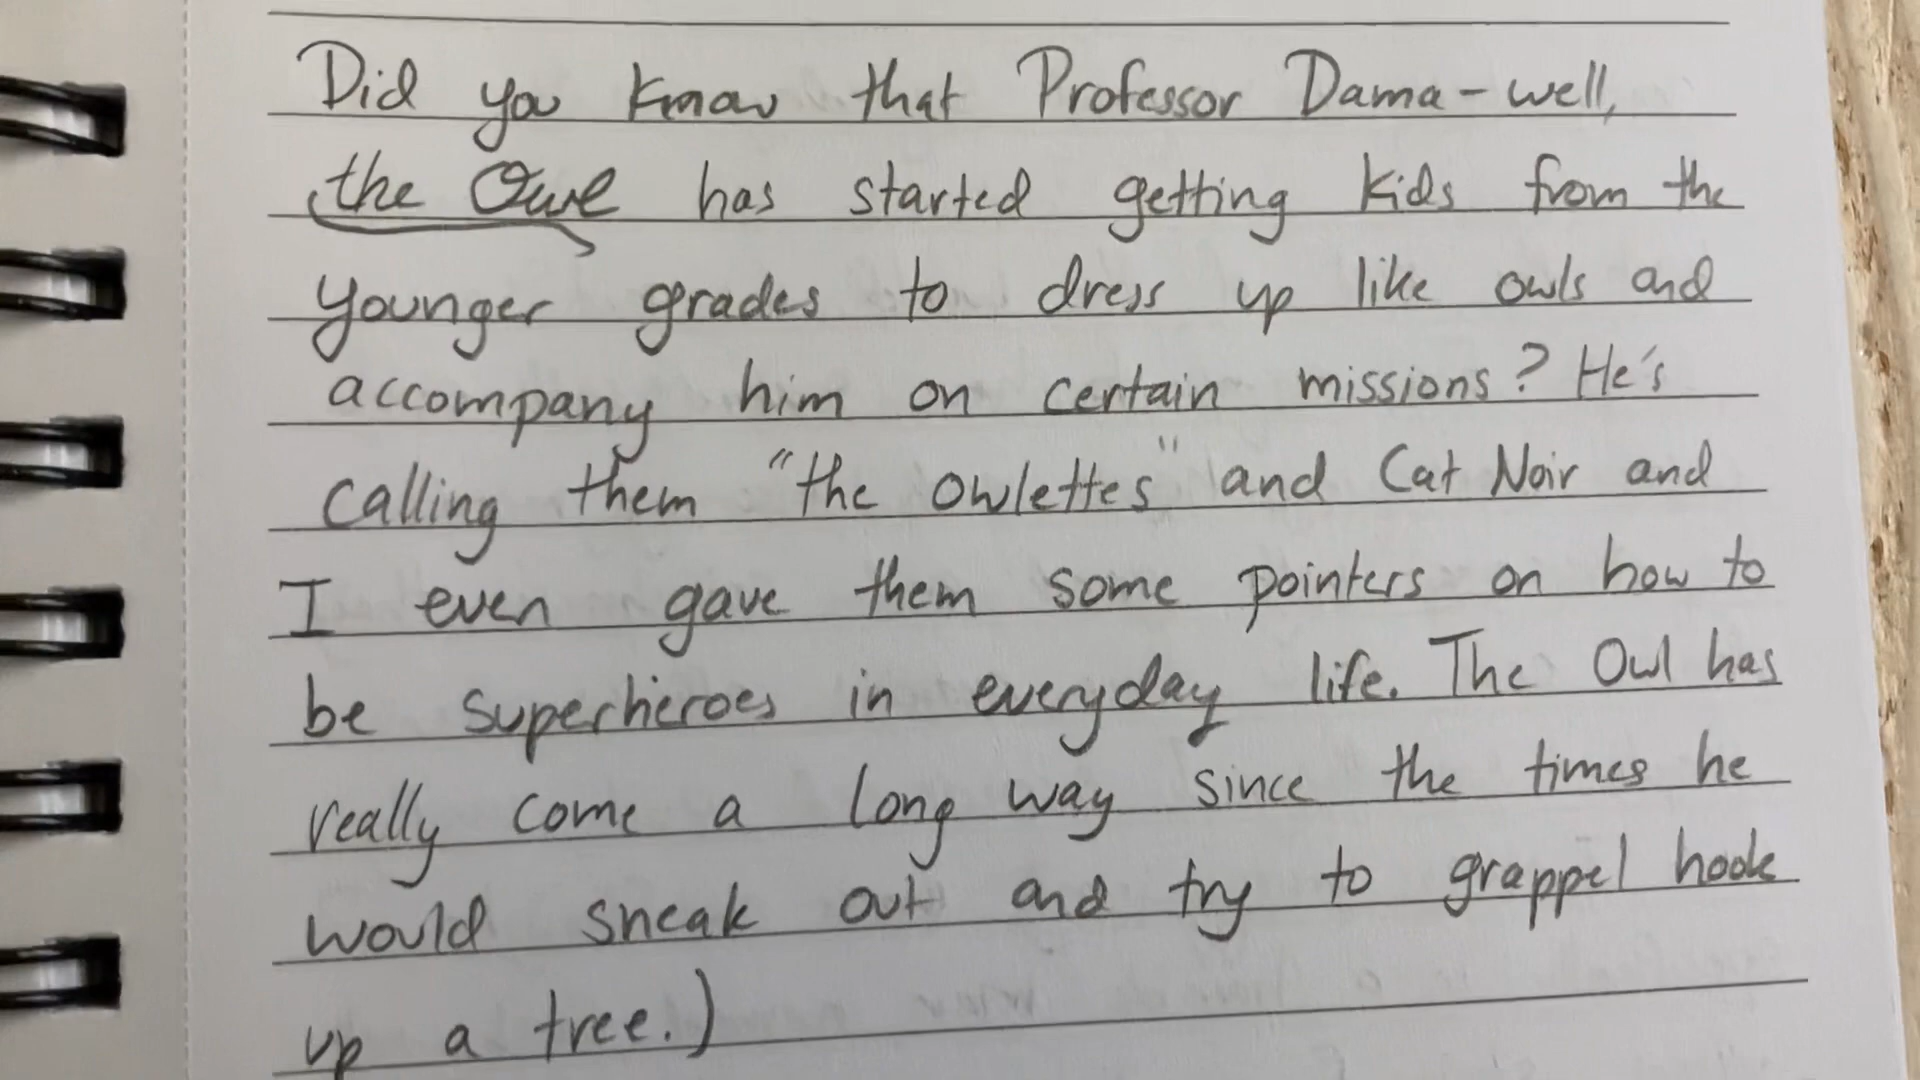 Did you know that Professor Dama-well,
the Owl has started getting kids from the
younger grades to dress up like owls and
accompany him on certain missions? He's
calling them "the owlettes" and Cat Noir and
I even gave them some pointers on how to
be superheroes in everyday life. The Owl has
really come a long way since the times he
would sneak out and try to grappel hook
up a tree.)